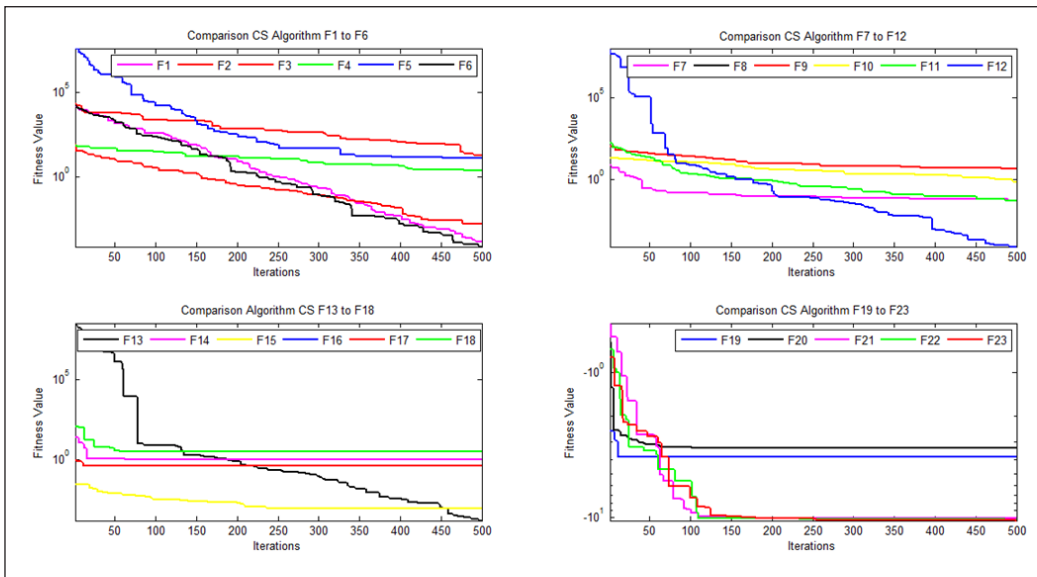 Comparison CS Algorithm F1 to F6
F1 F2 F3 F4 F5 F6
Fitness Value
10^5
10^0
50 100 150 200 250 300 350 400 450 500
Iterations
Comparison CS Algorithm F7 to F12
F7 F8 F9 F10 F11 F12
Fitness Value
10^5
10^0
50 100 150 200 250 300 350 400 450 500
Iterations
Comparison Algorithm CS F13 to F18
F13 F14 F15 F16 F17 F18
Fitness Value
10^5
10^0
50 100 150 200 250 300 350 400 450 500
Iterations
Comparison CS Algorithm F19 to F23
F19 F20 F21 F22 F23
Fitness Value
-10^0
-10^1
50 100 150 200 250 300 350 400 450 500
Iterations